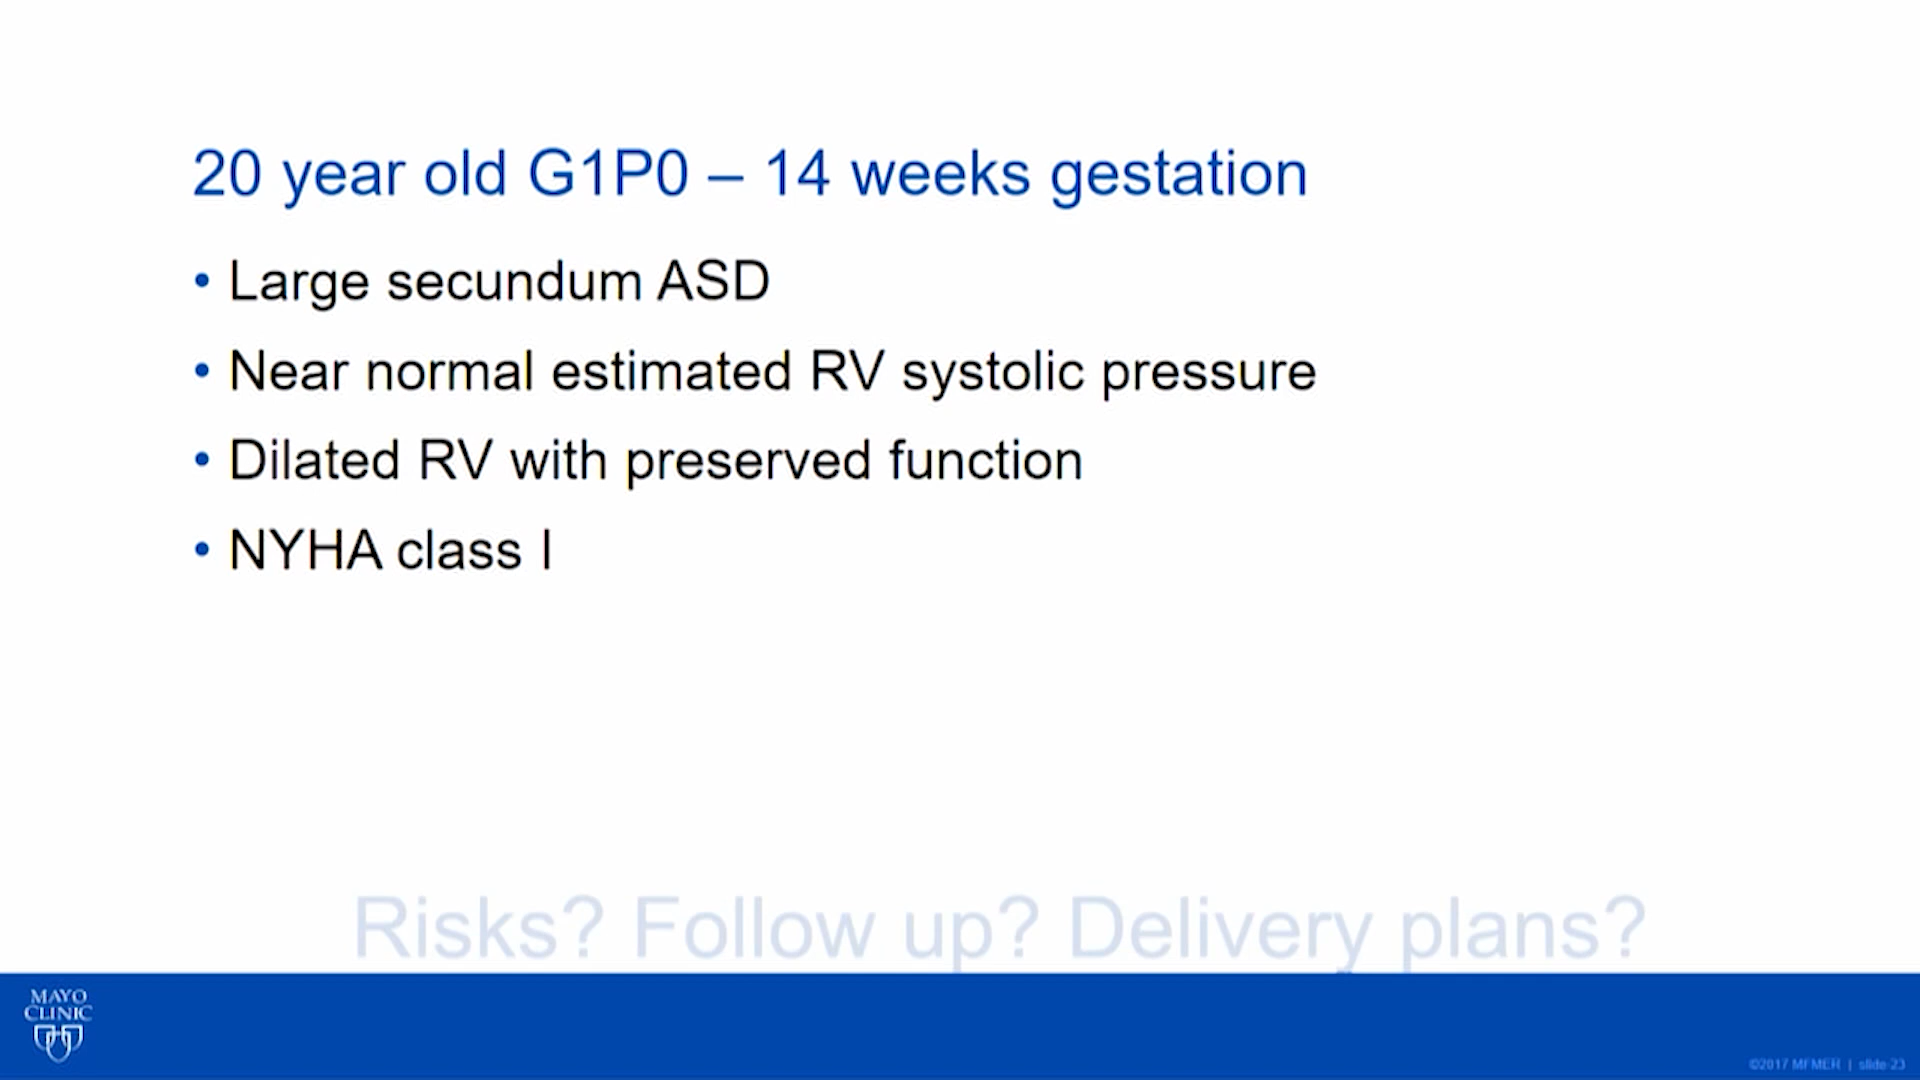 20 year old G1P0 – 14 weeks gestation
• Large secundum ASD
• Near normal estimated RV systolic pressure
• Dilated RV with preserved function
• NYHA class I
Risks? Follow up? Delivery plans?
MAYO
CLINIC
©2017 MFMER | slide-23